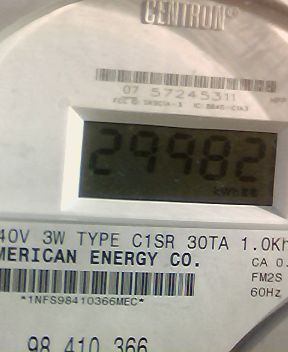 CENTRON®
07 57245311
29982
kWh
40V 3W TYPE C1SR 30TA 1.0Kh
MERICAN ENERGY CO.
CA 0.
FM2S
60Hz
*1NFS98410366MEC*
98 410 366